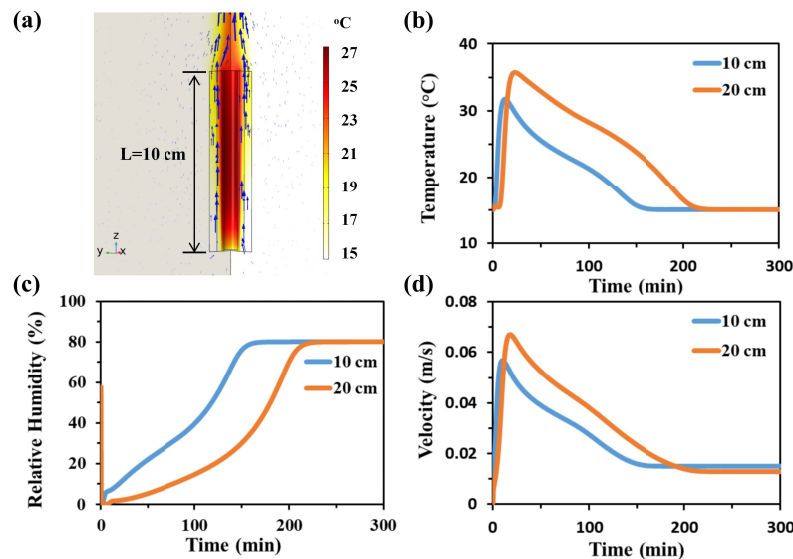 (a)
°C
27
25
23
21
19
17
15
L=10 cm
z
y
x
(b)
Temperature (°C)
40
30
20
10
0
100
200
300
Time (min)
10 cm
20 cm
(c)
Relative Humidity (%)
100
80
60
40
20
0
0
100
200
300
Time (min)
10 cm
20 cm
(d)
Velocity (m/s)
0.08
0.06
0.04
0.02
0
0
100
200
300
Time (min)
10 cm
20 cm